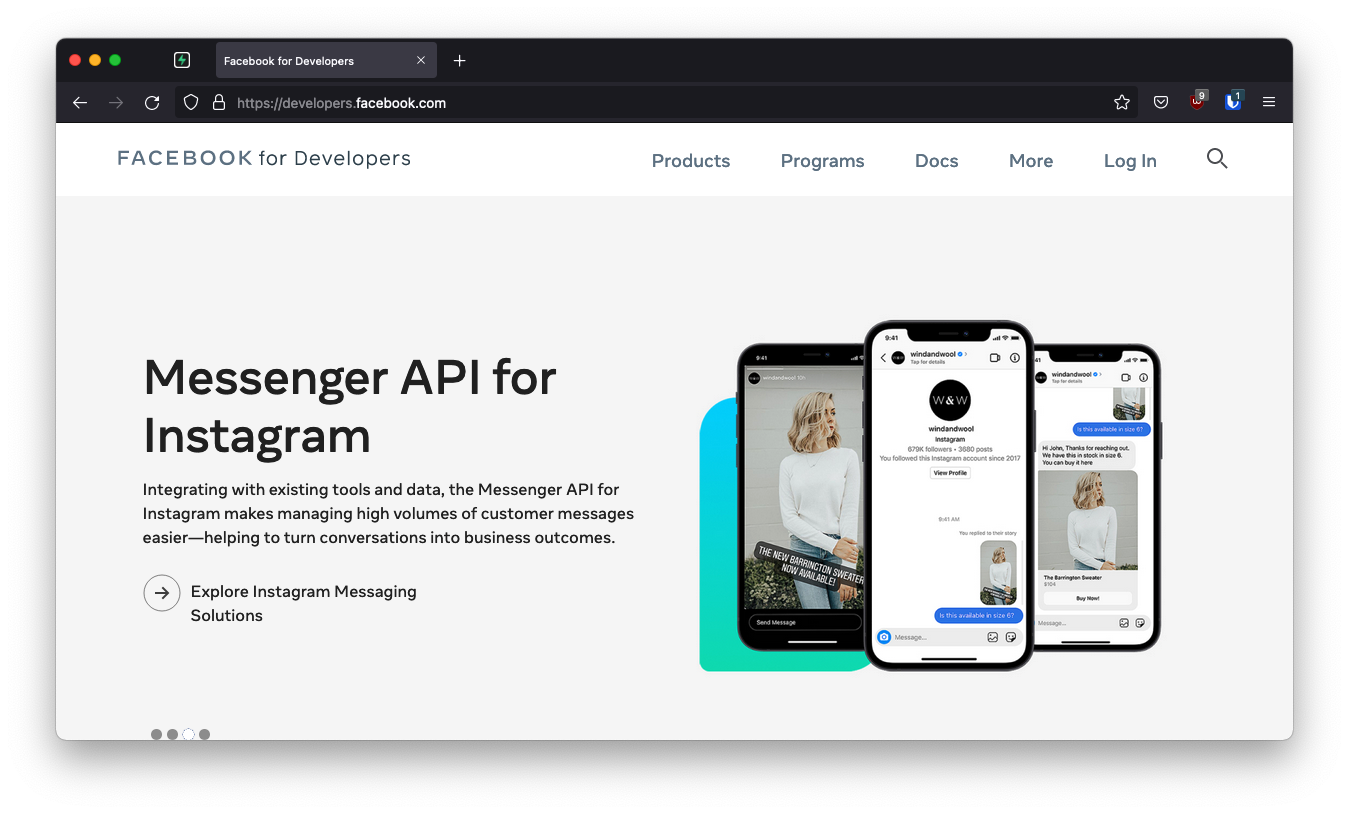 Facebook for Developers
https://developers.facebook.com
9
1
FACEBOOK for Developers
Products
Programs
Docs
More
Log In
Messenger API for
Instagram
Integrating with existing tools and data, the Messenger API for
Instagram makes managing high volumes of customer messages
easier—helping to turn conversations into business outcomes.
Explore Instagram Messaging
Solutions
9:41
windandwool 10h
THE NEW BARRINGTON SWEATER
NOW AVAILABLE!
Send Message
9:41
windandwool
Tap for details
W&W
windandwool
Instagram
679K followers • 3680 posts
You followed this Instagram account since 2017
View Profile
9:41 AM
You replied to their story
Is this available in size 6?
Message...
41
windandwool
Tap for details
Is this available in size 6?
Hi John, Thanks for reaching out.
We have this in stock in size 6.
You can buy it here
The Barrington Sweater
$104
Buy Now!
Message...